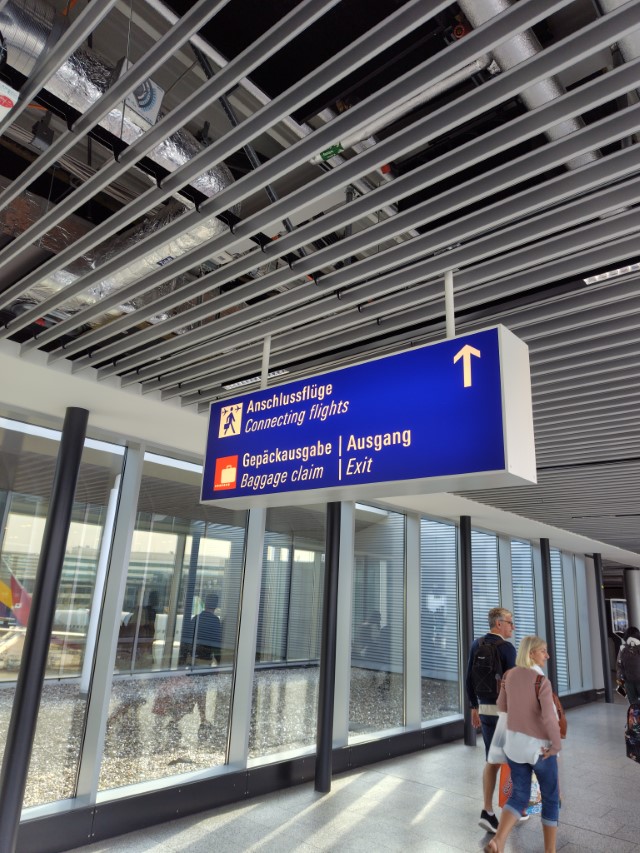 Anschlussflüge
Connecting flights
Gepäckausgabe | Ausgang
Baggage claim | Exit